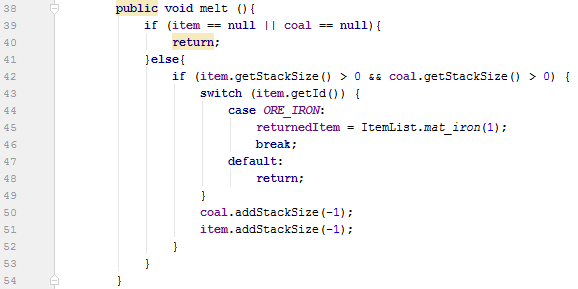 38 public void melt (){
39 if (item == null || coal == null){
40 return;
41 }else{
42 if (item.getStackSize() > 0 && coal.getStackSize() > 0) {
43 switch (item.getId()) {
44 case ORE_IRON:
45 returnedItem = ItemList.mat_iron(1);
46 break;
47 default:
48 return;
49 }
50 coal.addStackSize(-1);
51 item.addStackSize(-1);
52 }
53 }
54 }